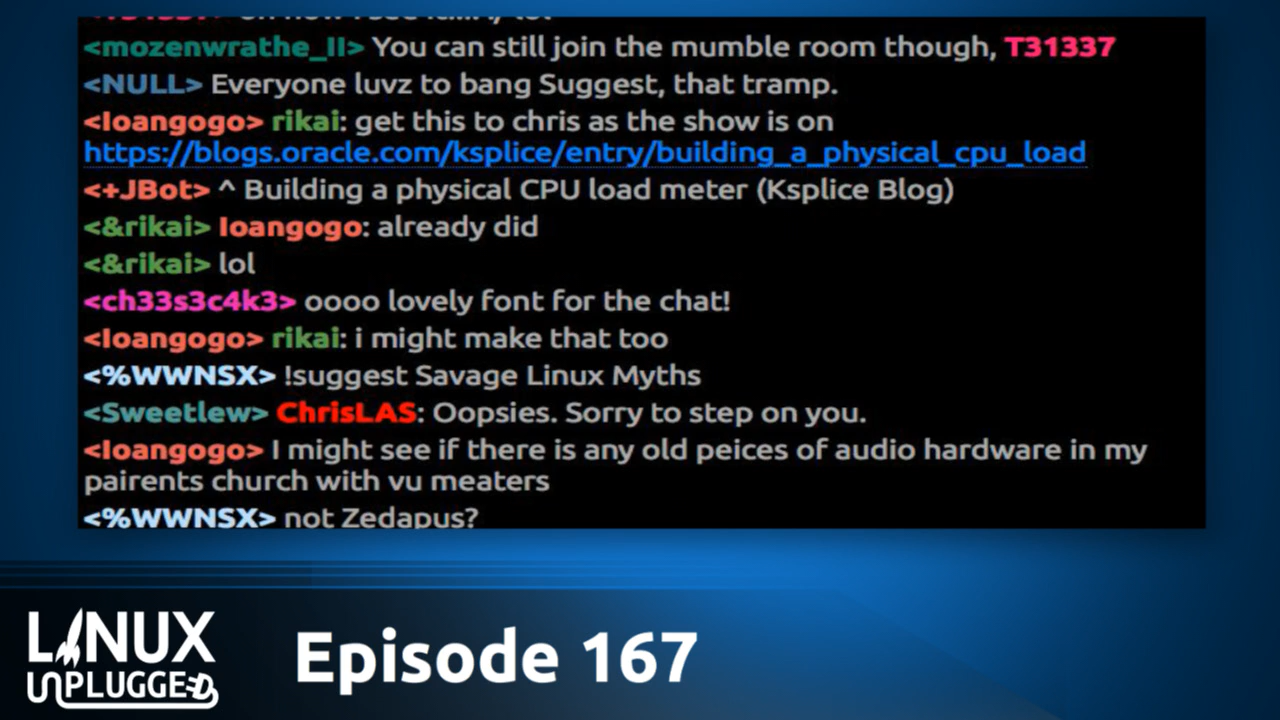 <mozenwrathe_II> You can still join the mumble room though, T31337
<NULL> Everyone luvz to bang Suggest, that tramp.
<Ioangogo> rikai: get this to chris as the show is on
https://blogs.oracle.com/ksplice/entry/building_a_physical_cpu_load
<+JBot> ^ Building a physical CPU load meter (Ksplice Blog)
<&rikai> Ioangogo: already did
<&rikai> lol
<ch33s3c4k3> oooo lovely font for the chat!
<Ioangogo> rikai: i might make that too
<%WWNSX> !suggest Savage Linux Myths
<Sweetlew> ChrisLAS: Oopsies. Sorry to step on you.
<Ioangogo> I might see if there is any old peices of audio hardware in my
pairents church with vu meaters
<%WWNSX> not Zedapus?
LINUX
UNPLUGGED
Episode 167